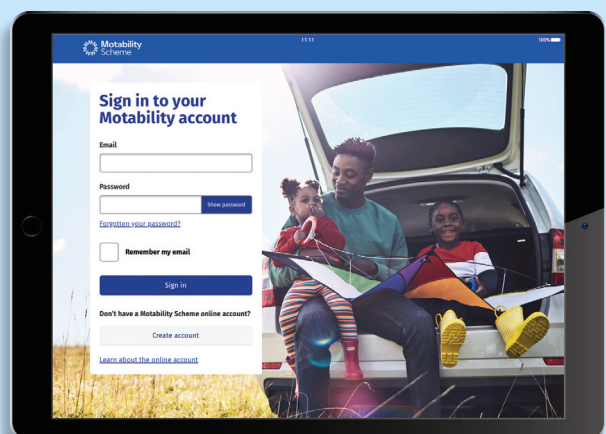 11:11
100%
Motability
Scheme
Sign in to your
Motability account
Email
Password
Show password
Forgotten your password?
Remember my email
Sign in
Don't have a Motability Scheme online account?
Create account
Learn about the online account